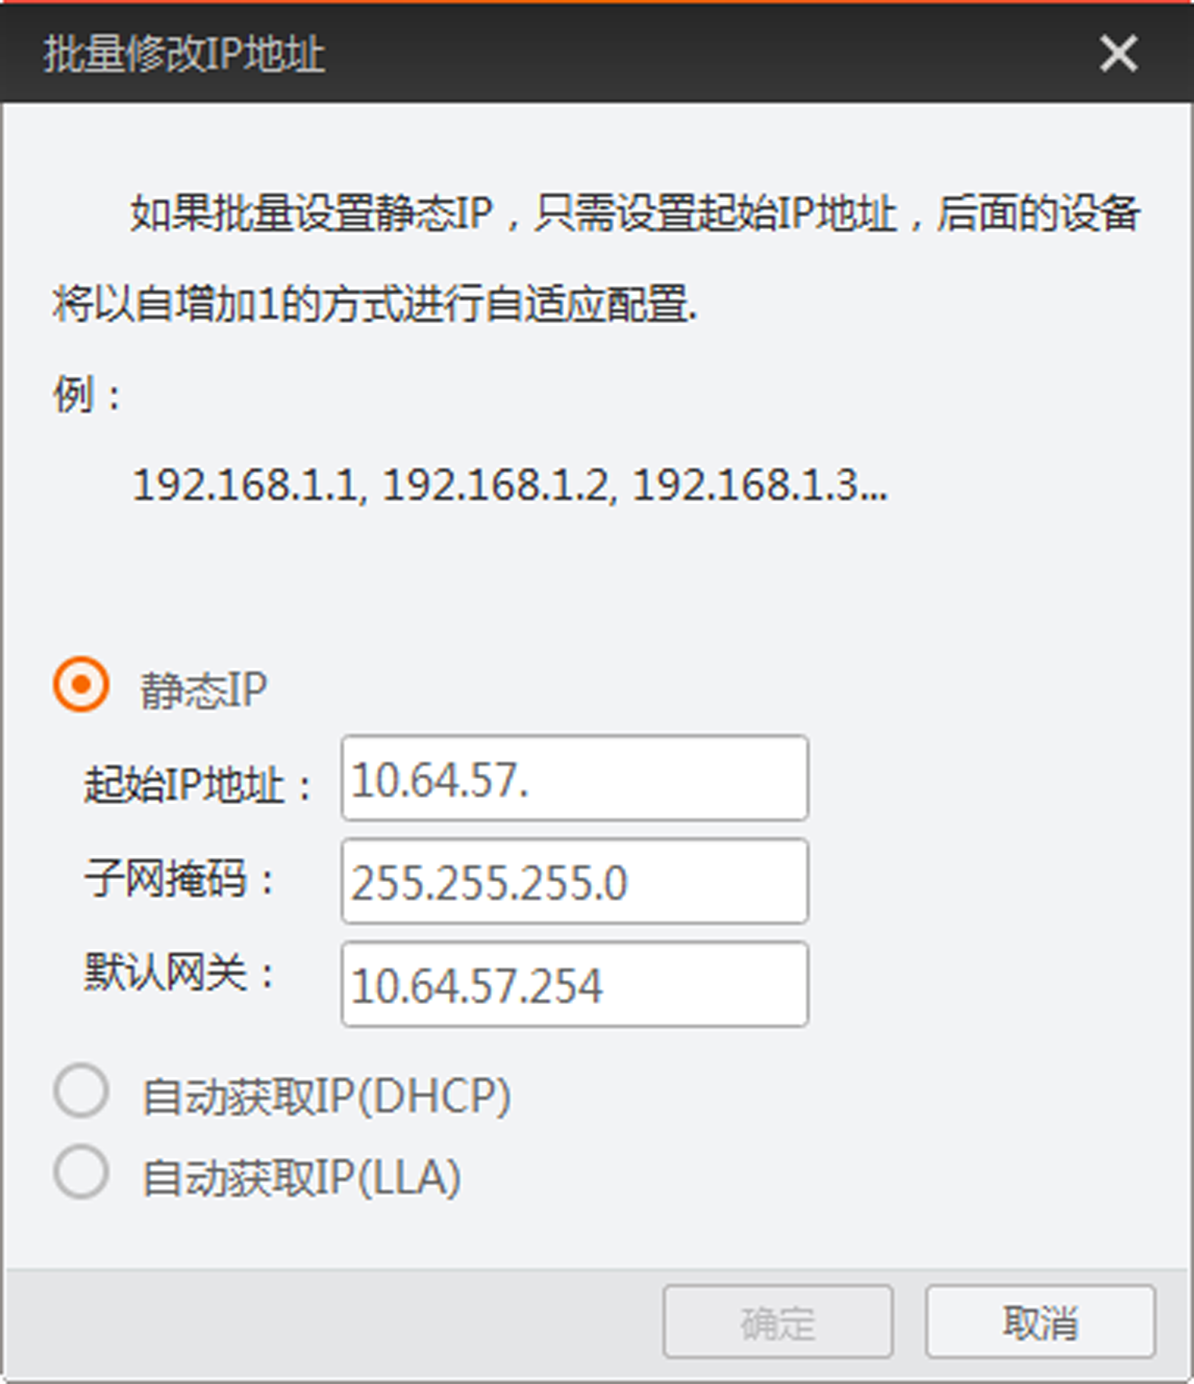 批量修改IP地址
如果批量设置静态IP，只需设置起始IP地址，后面的设备
将以自增加1的方式进行自适应配置.
例：
192.168.1.1, 192.168.1.2, 192.168.1.3...
静态IP
起始IP地址： 10.64.57.
子网掩码： 255.255.255.0
默认网关： 10.64.57.254
自动获取IP(DHCP)
自动获取IP(LLA)
确定 取消